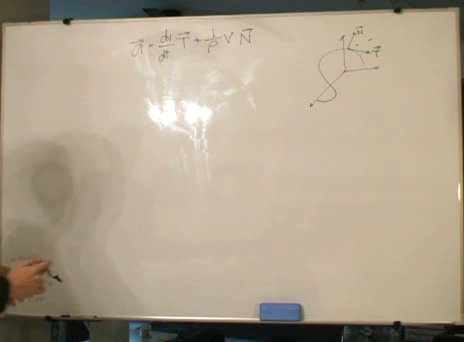 a⃗ = dv/dt T⃗ + 1/ρ v N⃗
N⃗
T⃗